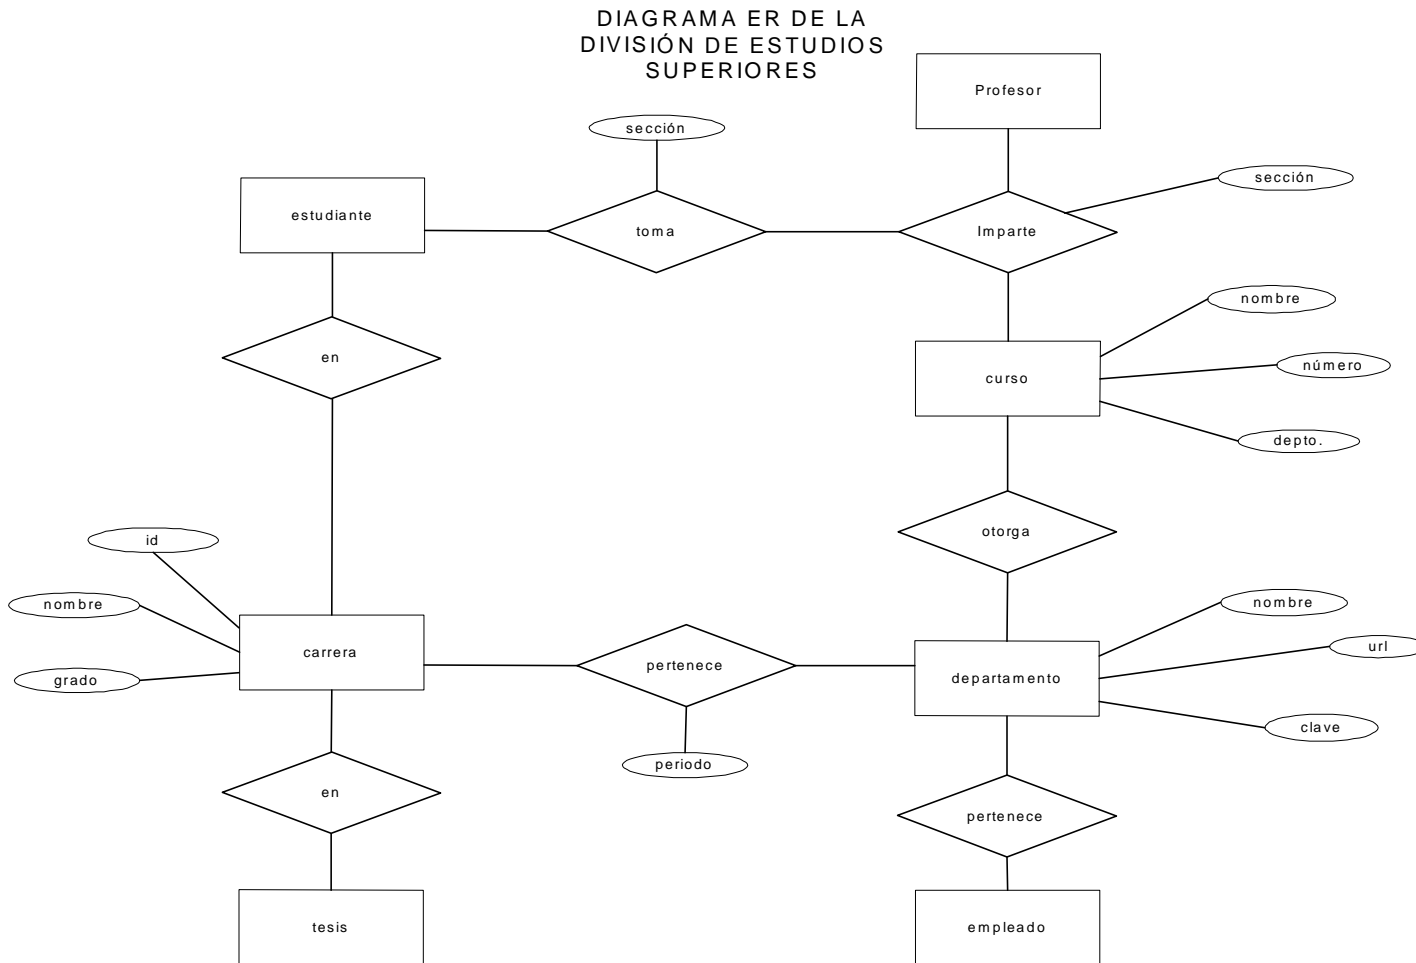 DIAGRAMA ER DE LA
DIVISIÓN DE ESTUDIOS
SUPERIORES
Profesor
sección
sección
estudiante
toma
Imparte
nombre
en
número
curso
depto.
otorga
id
nombre
nombre
url
carrera
pertenece
departamento
grado
clave
periodo
en
pertenece
tesis
empleado